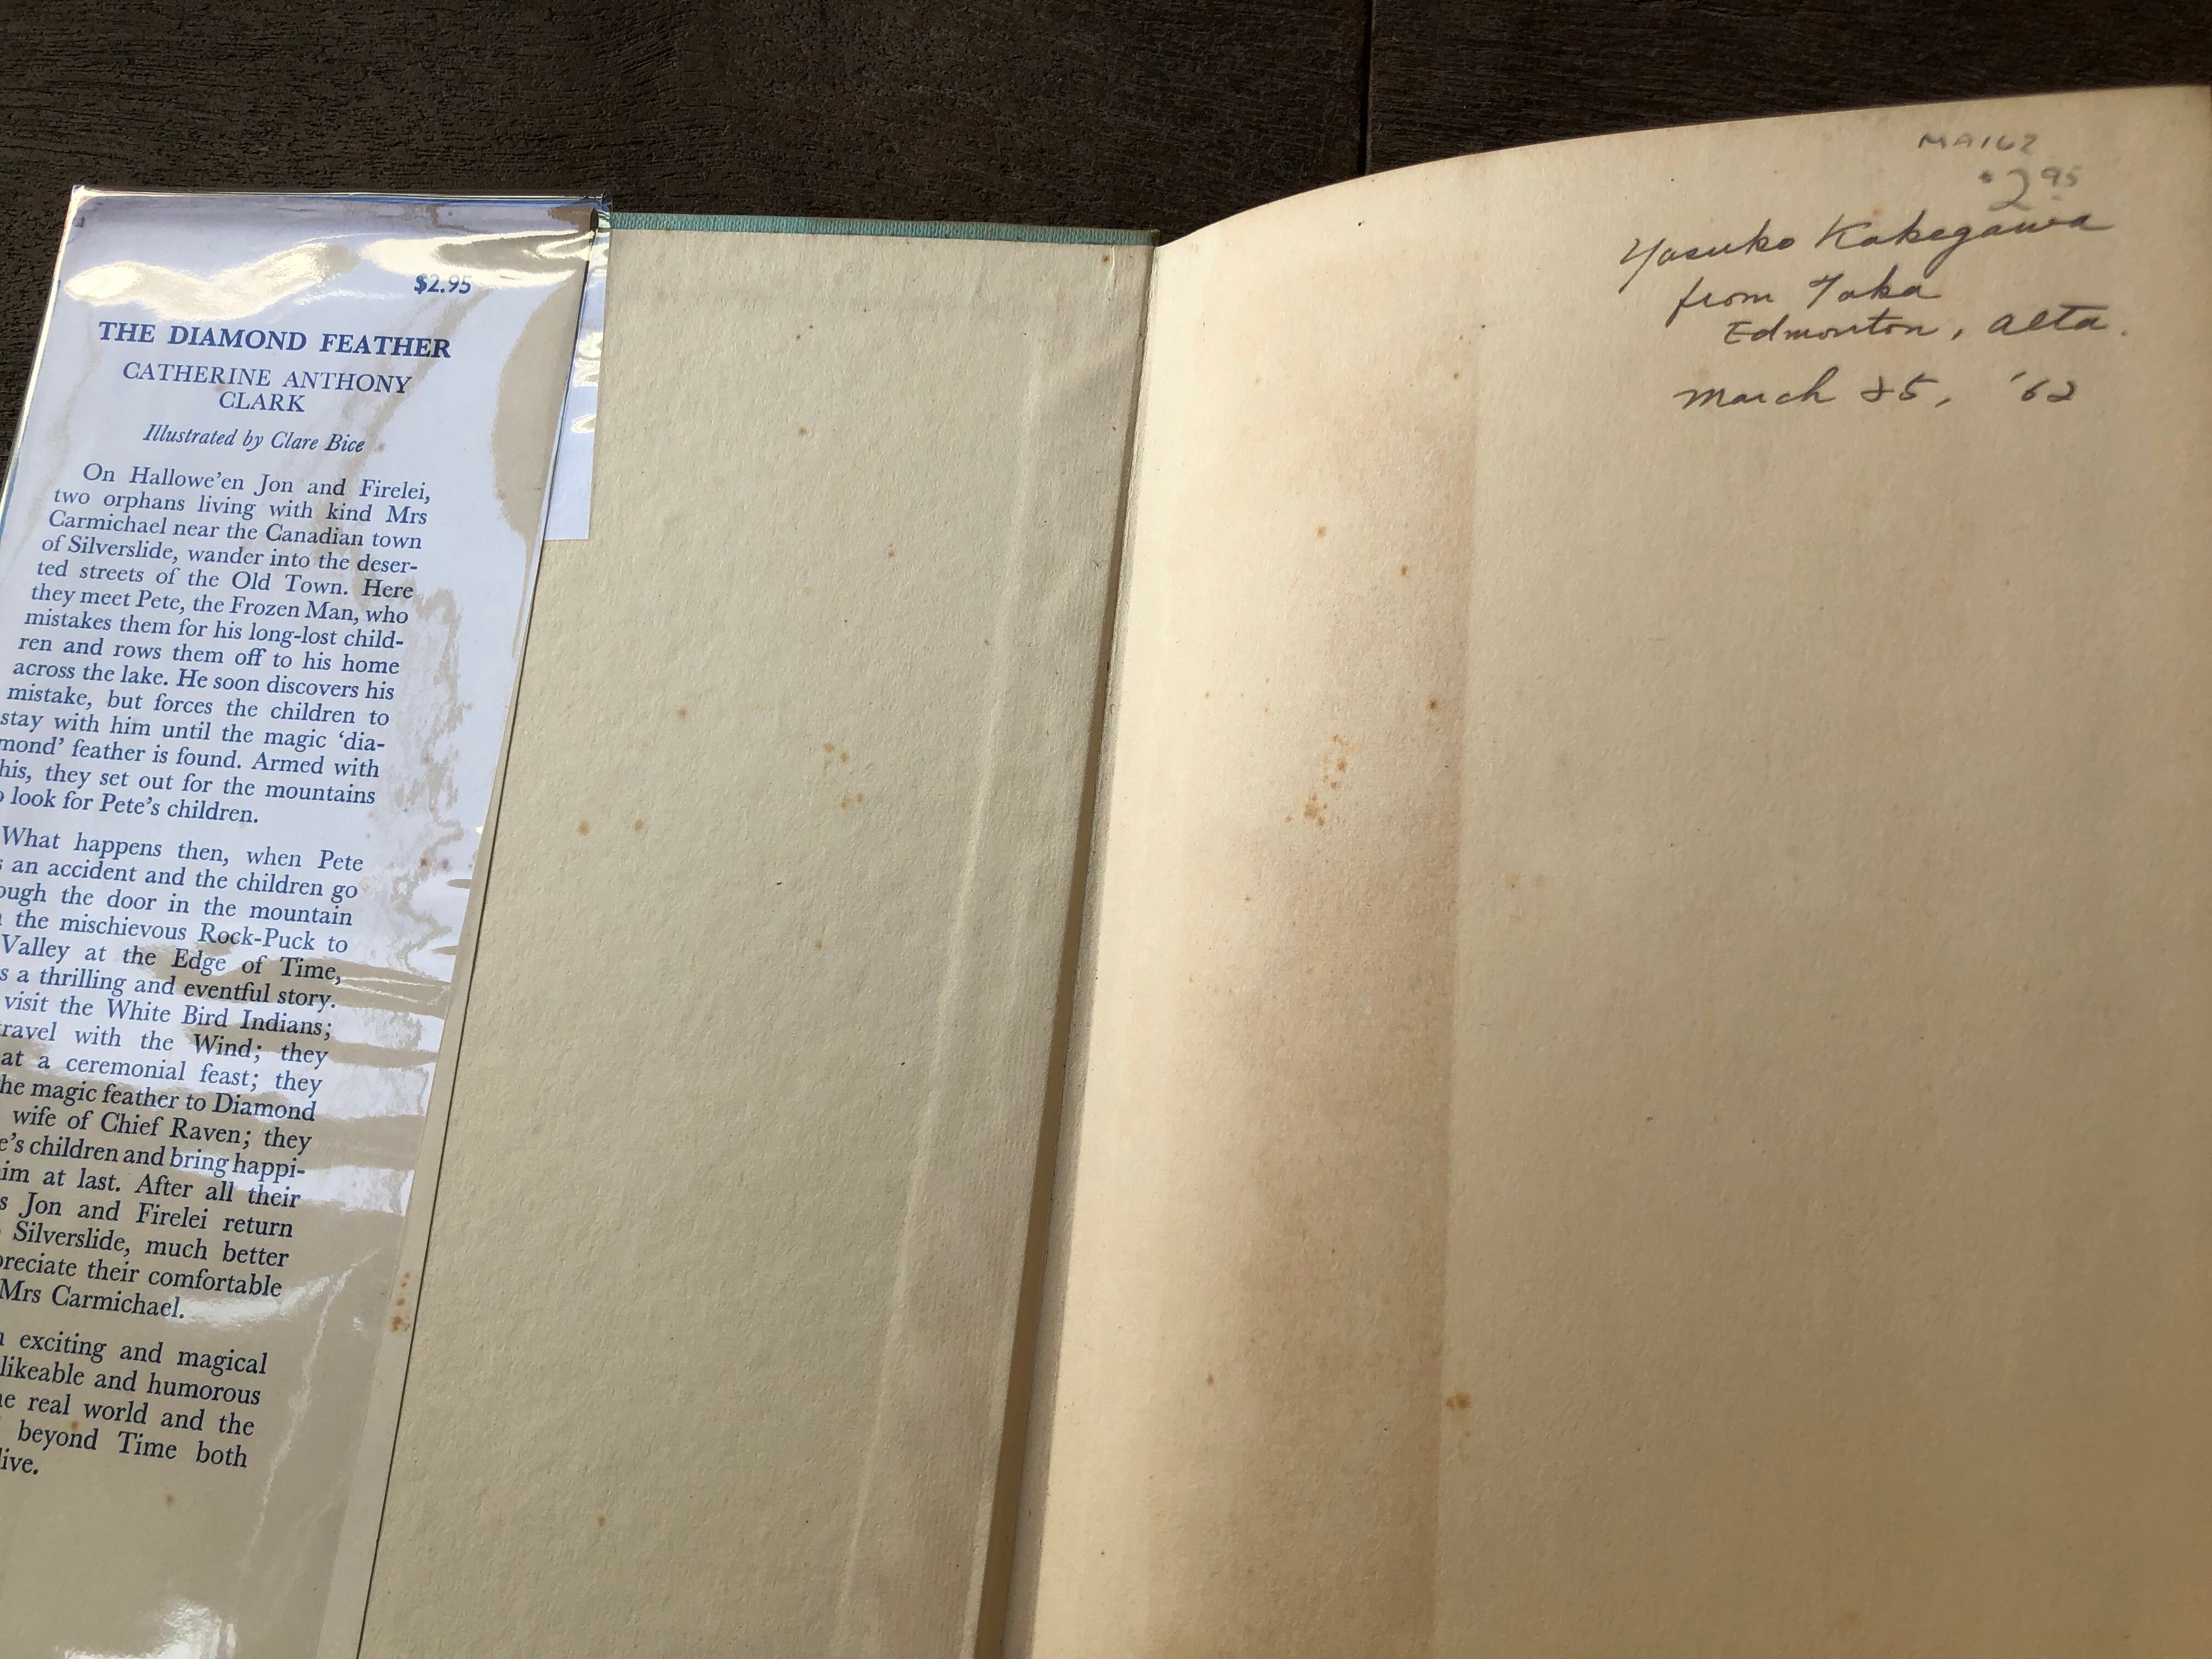 $2.95
THE DIAMOND FEATHER
CATHERINE ANTHONY
CLARK
Illustrated by Clare Bice
On Hallowe'en Jon and Firelei,
two orphans living with kind Mrs
Carmichael near the Canadian town
of Silverslide, wander into the deser-
ted streets of the Old Town. Here
they meet Pete, the Frozen Man, who
mistakes them for his long-lost child-
ren and rows them off to his home
across the lake. He soon discovers his
mistake, but forces the children to
stay with him until the magic 'dia-
mond' feather is found. Armed with
his, they set out for the mountains
o look for Pete's children.
What happens then, when Pete
s an accident and the children go
ough the door in the mountain
the mischievous Rock-Puck to
Valley at the Edge of Time,
s a thrilling and eventful story.
visit the White Bird Indians;
travel with the Wind; they
at a ceremonial feast; they
he magic feather to Diamond
wife of Chief Raven; they
e's children and bring happi-
im at last. After all their
s Jon and Firelei return
Silverslide, much better
preciate their comfortable
Mrs Carmichael.
exciting and magical
likeable and humorous
he real world and the
beyond Time both
live.
MA162
2 95
Yasuko Kakegawa
from Taka
Edmonton, Alta.
March 25, '62